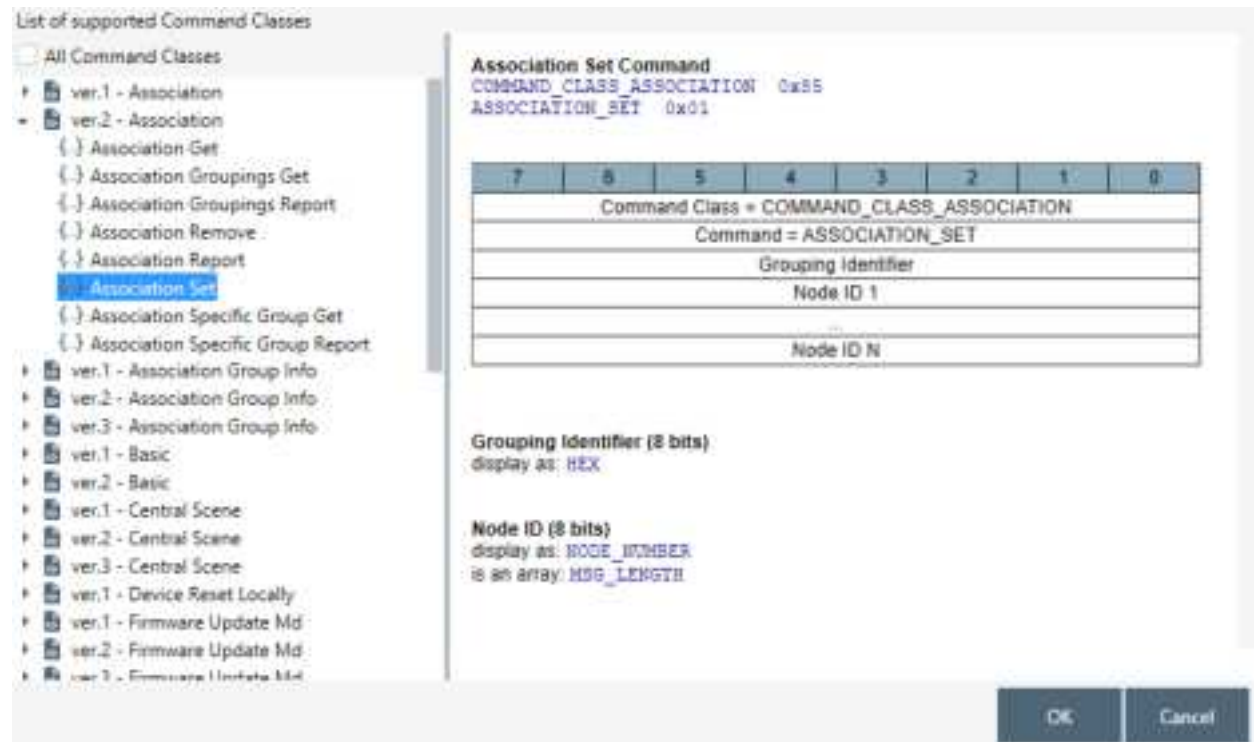 List of supported Command Classes
All Command Classes
ver.1 - Association
ver.2 - Association
{ } Association Get
{ } Association Groupings Get
{ } Association Groupings Report
{ } Association Remove
{ } Association Report
Association Set
{ } Association Specific Group Get
{ } Association Specific Group Report
ver.1 - Association Group Info
ver.2 - Association Group Info
ver.3 - Association Group Info
ver.1 - Basic
ver.2 - Basic
ver.1 - Central Scene
ver.2 - Central Scene
ver.3 - Central Scene
ver.1 - Device Reset Locally
ver.1 - Firmware Update Md
ver.2 - Firmware Update Md
ver.3 - Firmware Update Md
Association Set Command
COMMAND_CLASS_ASSOCIATION 0x85
ASSOCIATION_SET 0x01
7 6 5 4 3 2 1 0
Command Class = COMMAND_CLASS_ASSOCIATION
Command = ASSOCIATION_SET
Grouping Identifier
Node ID 1
...
Node ID N
Grouping Identifier (8 bits)
display as: HEX
Node ID (8 bits)
display as: NODE_NUMBER
is an array: MSG_LENGTH
OK
Cancel